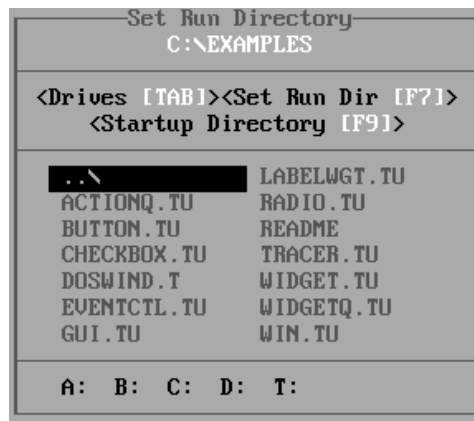 Set Run Directory
C:\EXAMPLES
<Drives [TAB]><Set Run Dir [F7]>
<Startup Directory [F9]>
..\ LABELWGT.TU
ACTIONQ.TU RADIO.TU
BUTTON.TU README
CHECKBOX.TU TRACER.TU
DOSWIND.T WIDGET.TU
EVENTCTL.TU WIDGETQ.TU
GUI.TU WIN.TU
A: B: C: D: T: